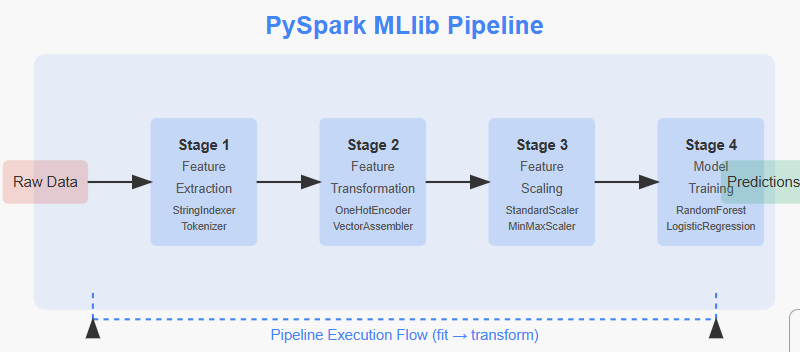 PySpark MLlib Pipeline
Raw Data
Stage 1
Feature
Extraction
StringIndexer
Tokenizer
Stage 2
Feature
Transformation
OneHotEncoder
VectorAssembler
Stage 3
Feature
Scaling
StandardScaler
MinMaxScaler
Stage 4
Model
Training
RandomForest
LogisticRegression
Predictions
Pipeline Execution Flow (fit → transform)